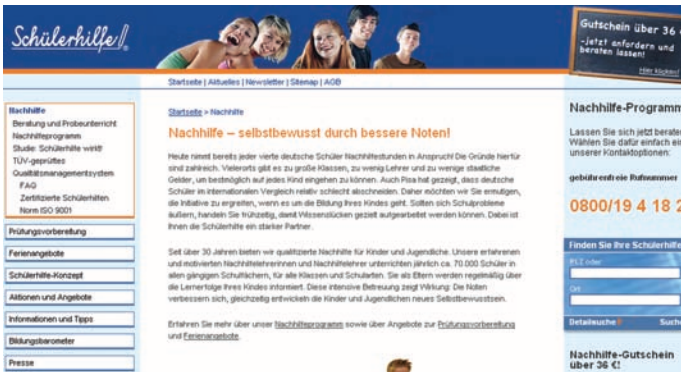 Schülerhilfe!
Gutschein über 36 €
-jetzt anfordern und
beraten lassen!
Hier klicken!
Startseite | Aktuelles | Newsletter | Sitemap | AGB
Nachhilfe
Beratung und Probeunterricht
Nachhilfeprogramm
Studie: Schülerhilfe wirkt!
TÜV-geprüftes
Qualitätsmanagementsystem
FAQ
Zertifizierte Schülerhilfen
Norm ISO 9001
Prüfungsvorbereitung
Ferienangebote
Schülerhilfe-Konzept
Aktionen und Angebote
Informationen und Tipps
Bildungsbarometer
Presse
Startseite > Nachhilfe
Nachhilfe – selbstbewusst durch bessere Noten!
Heute nimmt bereits jeder vierte deutsche Schüler Nachhilfestunden in Anspruch! Die Gründe hierfür
sind zahlreich. Vielerorts gibt es zu große Klassen, zu wenig Lehrer und zu wenige staatliche
Gelder, um bestmöglich auf jedes Kind eingehen zu können. Auch Pisa hat gezeigt, dass deutsche
Schüler im internationalen Vergleich relativ schlecht abschneiden. Daher möchten wir Sie ermutigen,
die Initiative zu ergreifen, wenn es um die Bildung Ihres Kindes geht. Sollten sich Schulprobleme
äußern, handeln Sie frühzeitig, damit Wissenslücken gezielt aufgearbeitet werden können. Dabei ist
Ihnen die Schülerhilfe ein starker Partner.
Seit über 30 Jahren bieten wir qualifizierte Nachhilfe für Kinder und Jugendliche. Unsere erfahrenen
und motivierten Nachhilfelehrerinnen und Nachhilfelehrer unterrichten jährlich ca. 70.000 Schüler in
allen gängigen Schulfächern, für alle Klassen und Schularten. Sie als Eltern werden regelmäßig über
die Lernerfolge Ihres Kindes informiert. Diese intensive Betreuung zeigt Wirkung: Die Noten
verbessern sich, gleichzeitig entwickeln die Kinder und Jugendlichen neues Selbstbewusstsein.
Erfahren Sie mehr über unser Nachhilfeprogramm sowie über Angebote zur Prüfungsvorbereitung
und Ferienangebote.
Nachhilfe-Programm
Lassen Sie sich jetzt beraten
Wählen Sie dafür einfach ein
unserer Kontaktoptionen:
gebührenfreie Rufnummer
0800/19 4 18 2
Finden Sie Ihre Schülerhilfe
PLZ oder
Ort
Detailsuche Such
Nachhilfe-Gutschein
über 36 €!